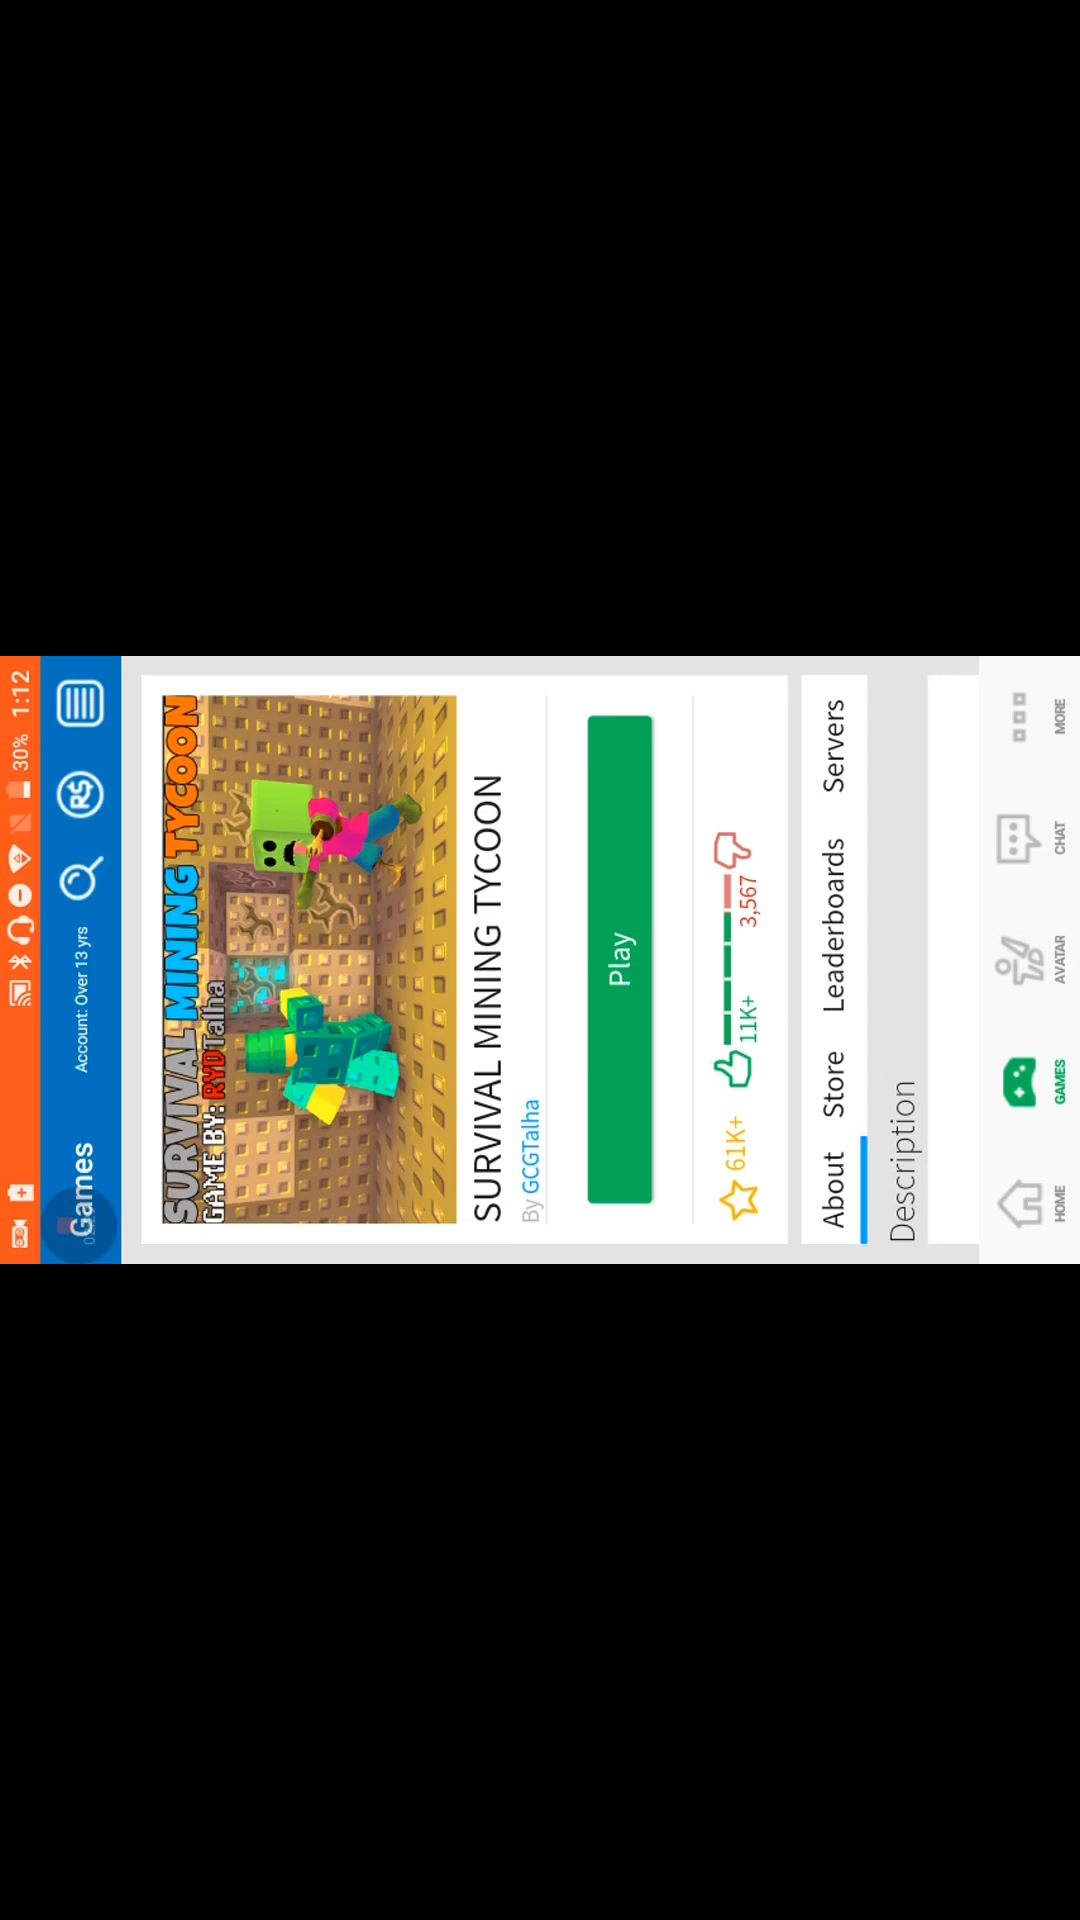 30% 1:12
Games
Account: Over 13 yrs
R$
SURVIVAL MINING TYCOON
GAME BY: RYDTalha
SURVIVAL MINING TYCOON
By GCGTalha
Play
61K+
11K+
3,567
About Store Leaderboards Servers
Description
HOME GAMES AVATAR CHAT MORE